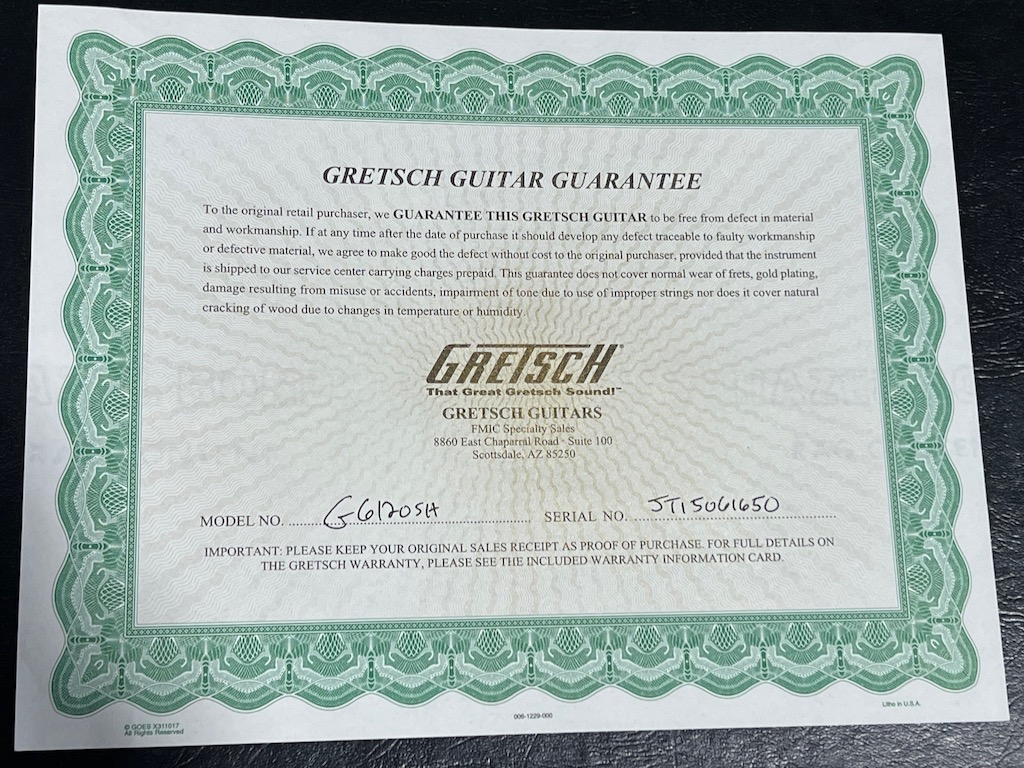 GRETSCH GUITAR GUARANTEE
To the original retail purchaser, we GUARANTEE THIS GRETSCH GUITAR to be free from defect in material
and workmanship. If at any time after the date of purchase it should develop any defect traceable to faulty workmanship
or defective material, we agree to make good the defect without cost to the original purchaser, provided that the instrument
is shipped to our service center carrying charges prepaid. This guarantee does not cover normal wear of frets, gold plating,
damage resulting from misuse or accidents, impairment of tone due to use of improper strings nor does it cover natural
cracking of wood due to changes in temperature or humidity.
GRETSCH®
That Great Gretsch Sound!™
GRETSCH GUITARS
FMIC Specialty Sales
8860 East Chaparral Road - Suite 100
Scottsdale, AZ 85250
MODEL NO. G6120SH SERIAL NO. JT15061650
IMPORTANT: PLEASE KEEP YOUR ORIGINAL SALES RECEIPT AS PROOF OF PURCHASE. FOR FULL DETAILS ON
THE GRETSCH WARRANTY, PLEASE SEE THE INCLUDED WARRANTY INFORMATION CARD.
© GOES X311017
All Rights Reserved
006-1229-000
Litho in U.S.A.